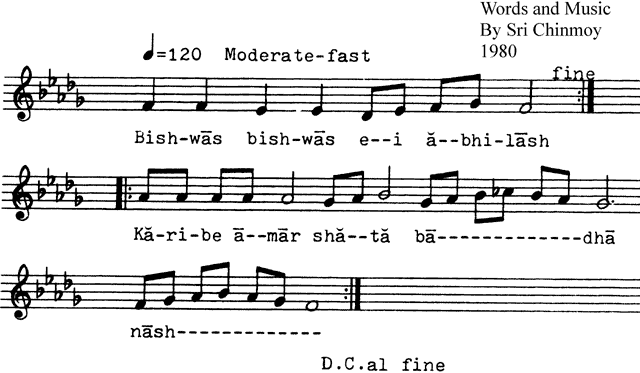 Words and Music
By Sri Chinmoy
1980
=120 Moderate-fast
fine
Bish-wās bish-wās e--i ă--bhi-lāsh
Kă-ri-be ā--mār shă--tă bā-------------dhā
nāsh-------------
D.C.al fine